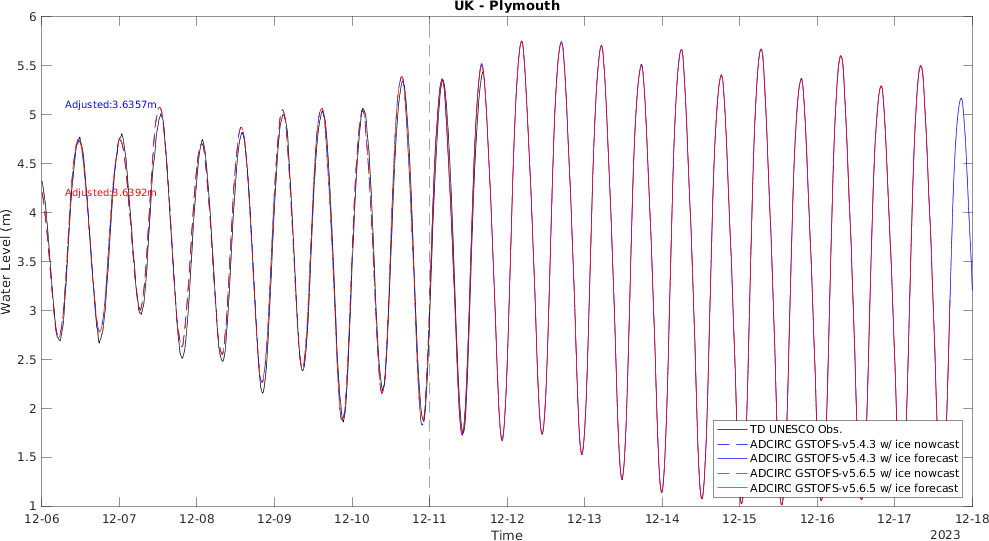 UK - Plymouth
6
5.5
5
4.5
4
3.5
3
2.5
2
1.5
1
Water Level (m)
Adjusted:3.6357m
Adjusted:3.6392m
TD UNESCO Obs.
ADCIRC GSTOFS-v5.4.3 w/ ice nowcast
ADCIRC GSTOFS-v5.4.3 w/ ice forecast
ADCIRC GSTOFS-v5.6.5 w/ ice nowcast
ADCIRC GSTOFS-v5.6.5 w/ ice forecast
12-06 12-07 12-08 12-09 12-10 12-11 12-12 12-13 12-14 12-15 12-16 12-17 12-18
Time
2023